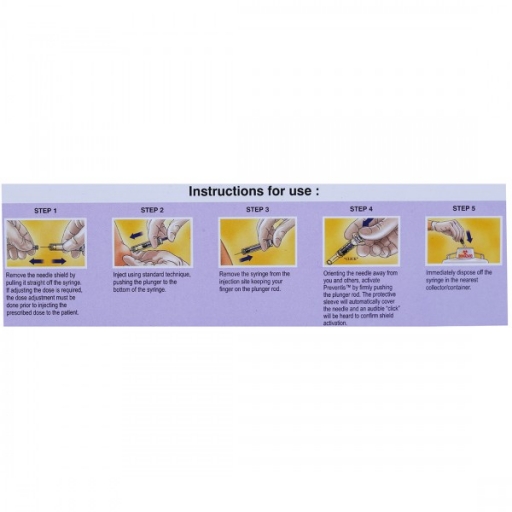 Instructions for use :
STEP 1
Remove the needle shield by
pulling it straight off the syringe.
If adjusting the dose is required,
the dose adjustment must be
done prior to injecting the
prescribed dose to the patient.
STEP 2
Inject using standard technique,
pushing the plunger to the
bottom of the syringe.
STEP 3
Remove the syringe from the
injection site keeping your
finger on the plunger rod.
STEP 4
"CLICK"
Orienting the needle away from
you and others, activate
Preventis™ by firmly pushing
the plunger rod. The protective
sleeve will automatically cover
the needle and an audible "click"
will be heard to confirm shield
activation.
STEP 5
Immediately dispose off the
syringe in the nearest
collector/container.